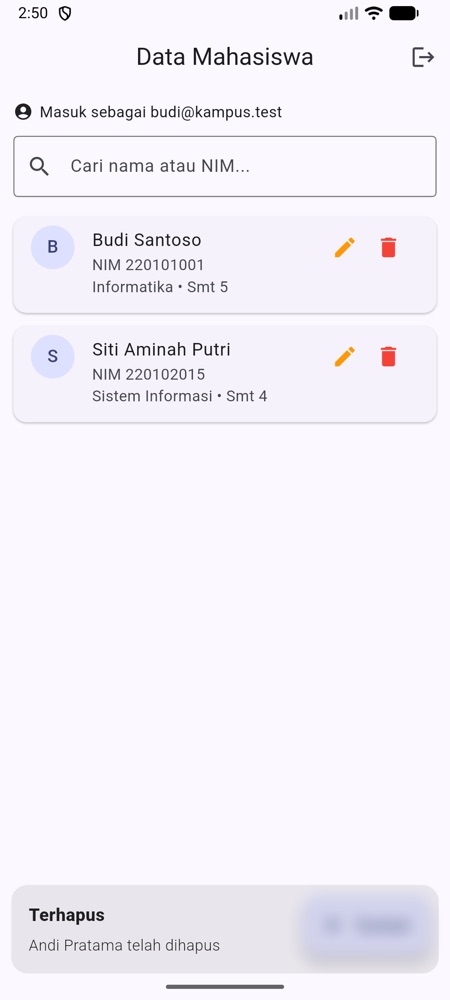 2:50
Data Mahasiswa
Masuk sebagai budi@kampus.test
Cari nama atau NIM...
B
Budi Santoso
NIM 220101001
Informatika • Smt 5
S
Siti Aminah Putri
NIM 220102015
Sistem Informasi • Smt 4
Terhapus
Andi Pratama telah dihapus